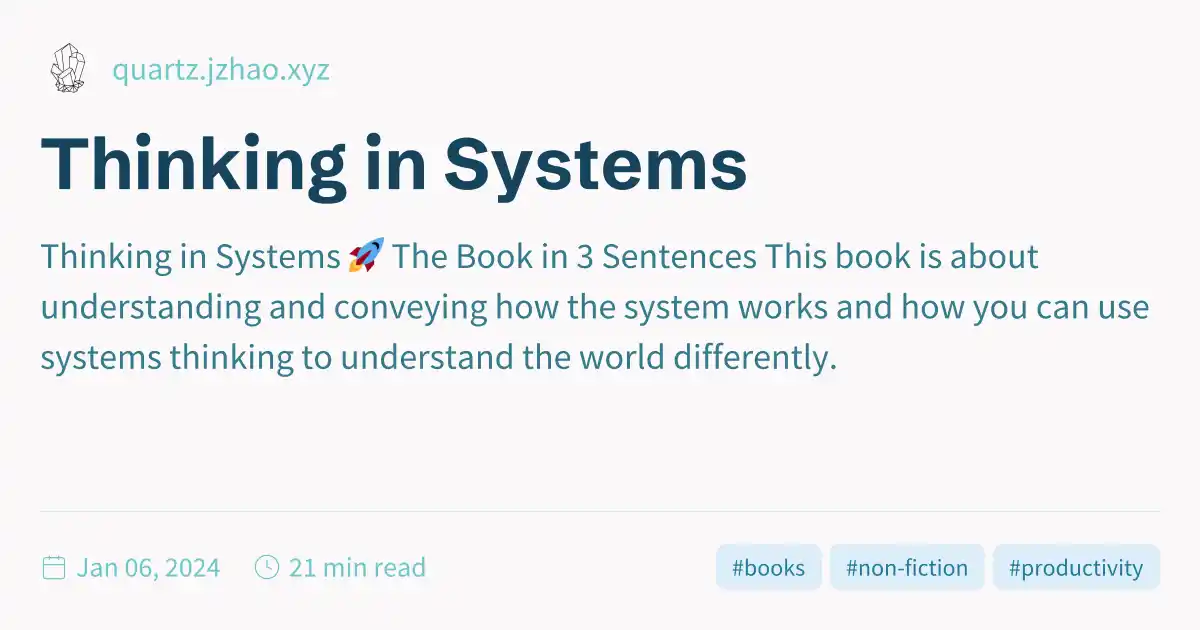 quartz.jzhao.xyz
Thinking in Systems
Thinking in Systems 🚀 The Book in 3 Sentences This book is about
understanding and conveying how the system works and how you can use
systems thinking to understand the world differently.
Jan 06, 2024 21 min read #books #non-fiction #productivity